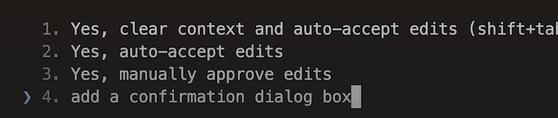 1. Yes, clear context and auto-accept edits (shift+tab
2. Yes, auto-accept edits
3. Yes, manually approve edits
❯ 4. add a confirmation dialog box